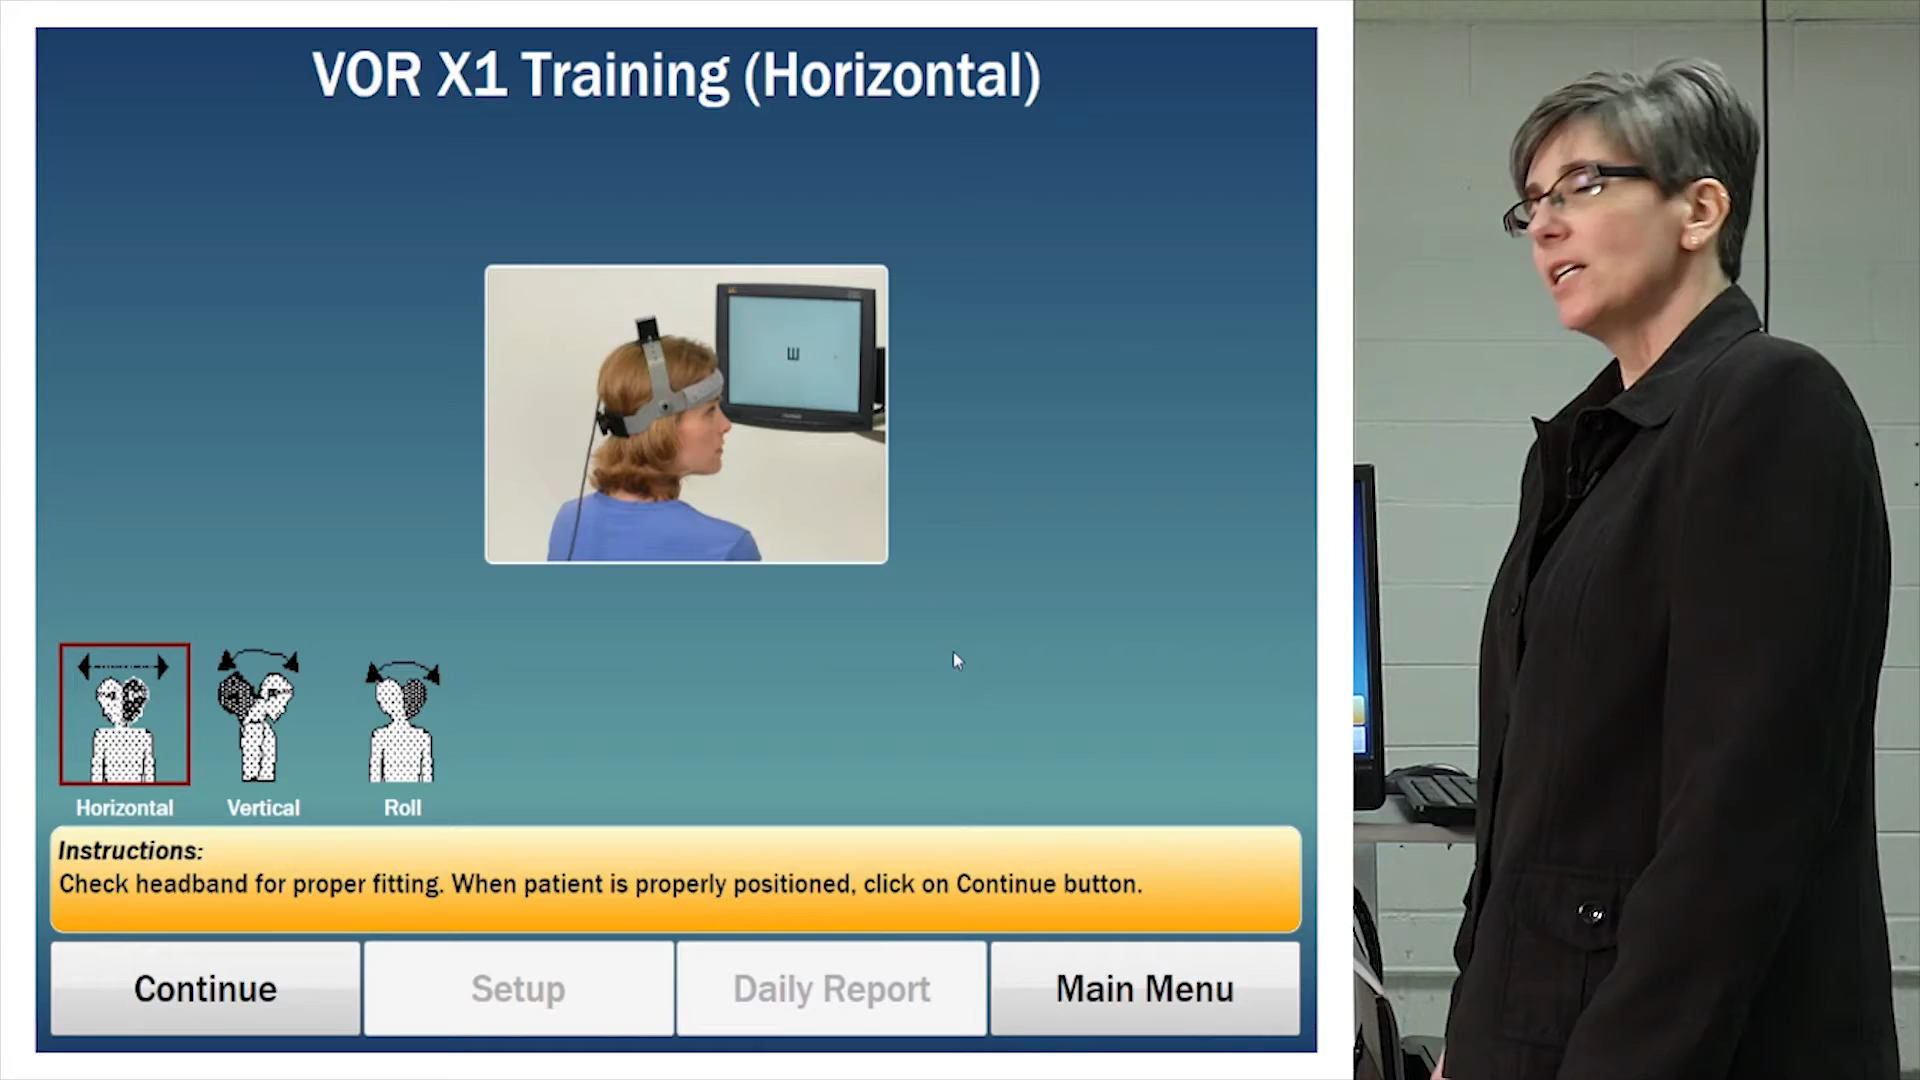 VOR X1 Training (Horizontal)
Horizontal
Vertical
Roll
Instructions:
Check headband for proper fitting. When patient is properly positioned, click on Continue button.
Continue
Setup
Daily Report
Main Menu